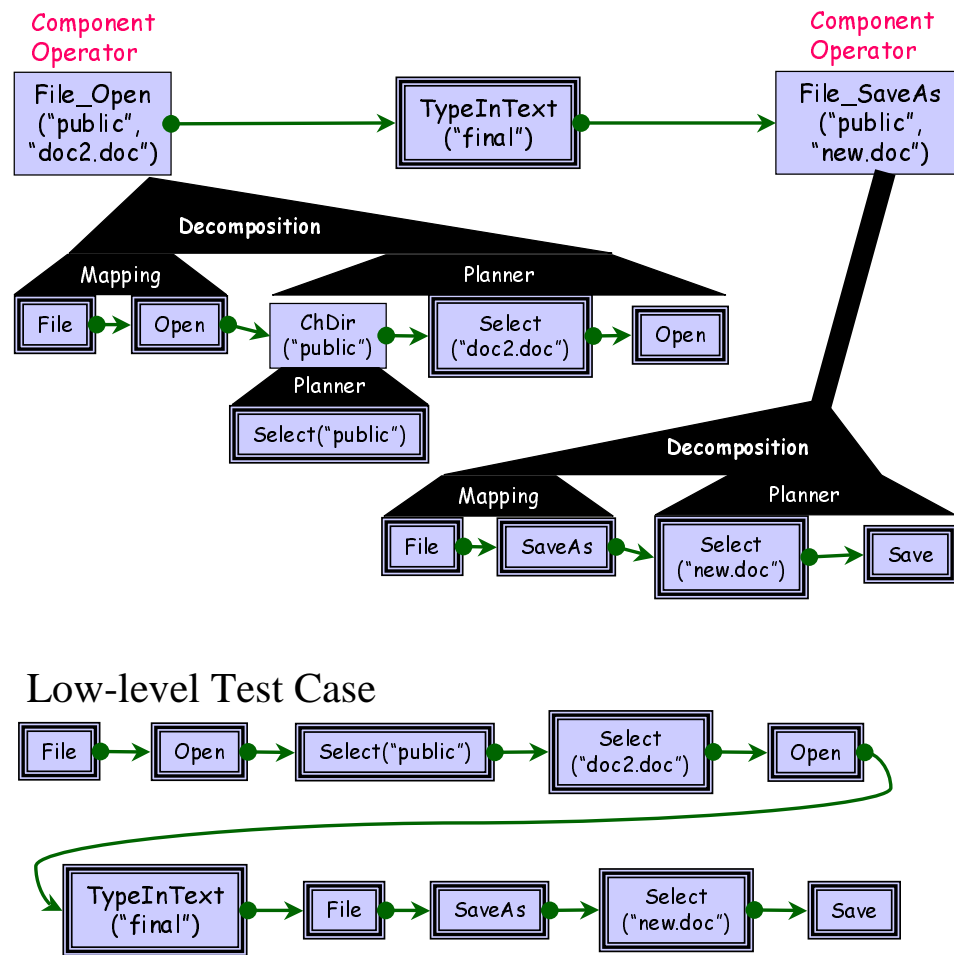 Component
Operator
Component
Operator
File_Open
(“public”,
“doc2.doc”)
TypeInText
(“final”)
File_SaveAs
(“public”,
“new.doc”)
Decomposition
Mapping
Planner
File
Open
ChDir
(“public”)
Select
(“doc2.doc”)
Open
Planner
Select(“public”)
Decomposition
Mapping
Planner
File
SaveAs
Select
(“new.doc”)
Save
Low-level Test Case
File
Open
Select(“public”)
Select
(“doc2.doc”)
Open
TypeInText
(“final”)
File
SaveAs
Select
(“new.doc”)
Save